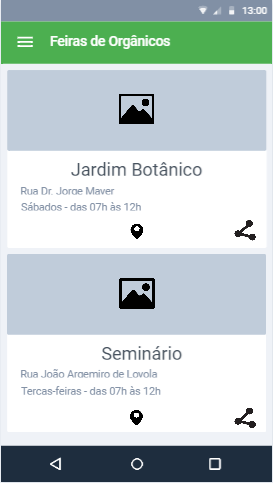 13:00
Feiras de Orgânicos
Jardim Botânico
Rua Dr. Jorge Mayer
Sábados - das 07h às 12h
Seminário
Rua João Argemiro de Loyola
Terças-feiras - das 07h às 12h